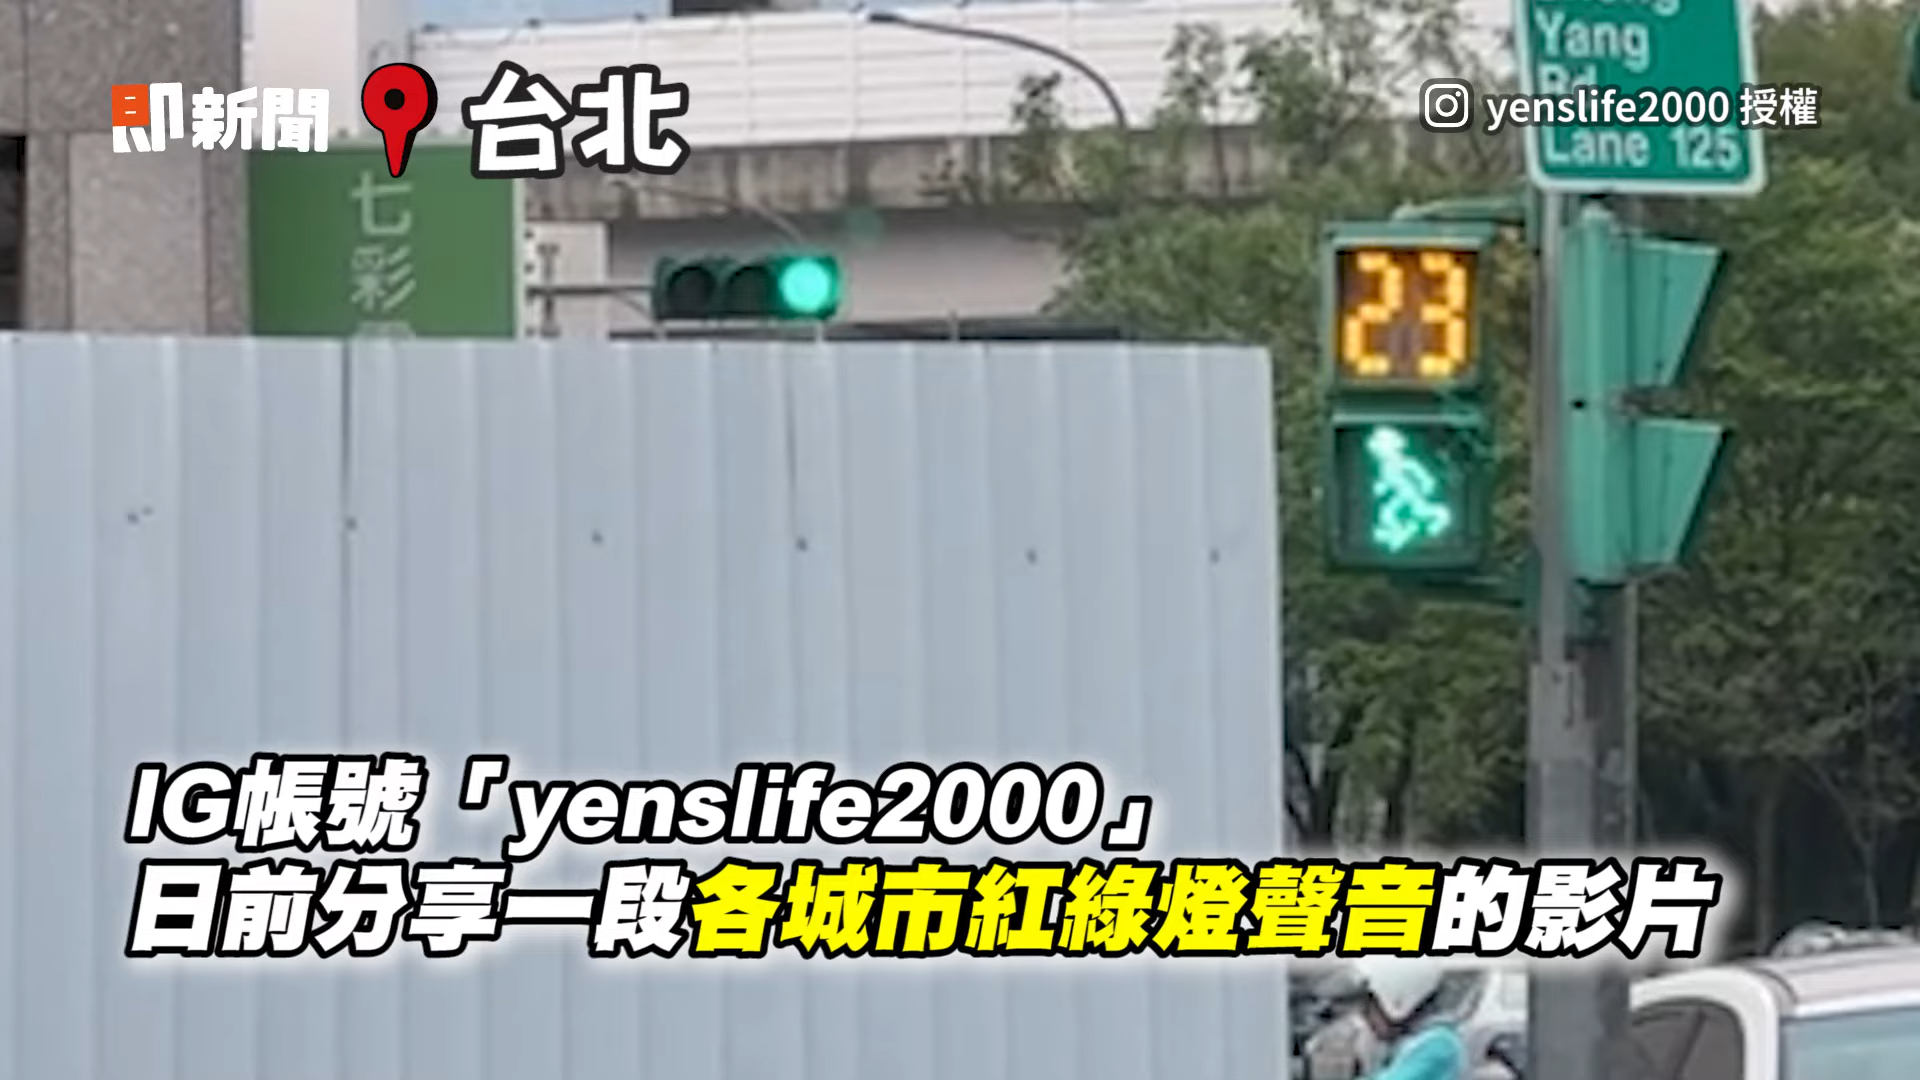 即新聞
台北
yenslife2000 授權
Yang
Rd
Lane 125
七彩
23
IG帳號「yenslife2000」
日前分享一段各城市紅綠燈聲音的影片